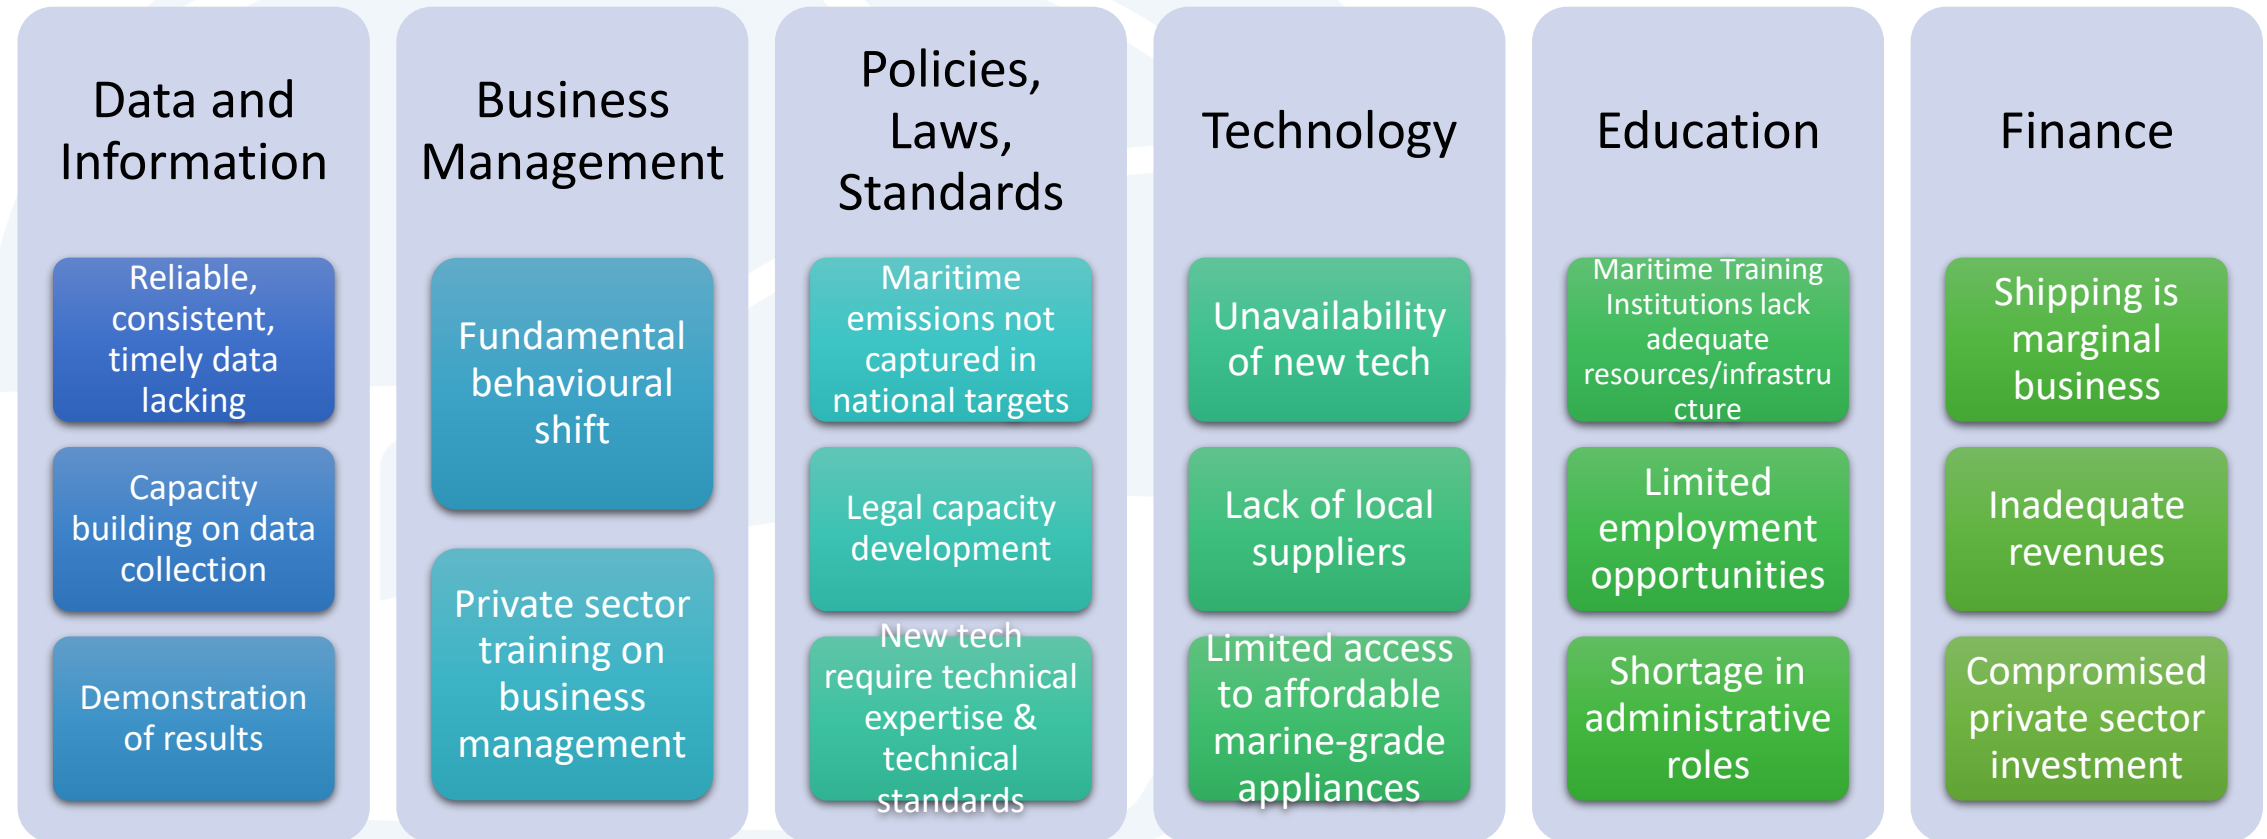 Data and
Information
Reliable,
consistent,
timely data
lacking
Capacity
building on data
collection
Demonstration
of results
Business
Management
Fundamental
behavioural
shift
Private sector
training on
business
management
Policies,
Laws,
Standards
Maritime
emissions not
captured in
national targets
Legal capacity
development
New tech
require technical
expertise &
technical
standards
Technology
Unavailability
of new tech
Lack of local
suppliers
Limited access
to affordable
marine-grade
appliances
Education
Maritime Training
Institutions lack
adequate
resources/infrastru
cture
Limited
employment
opportunities
Shortage in
administrative
roles
Finance
Shipping is
marginal
business
Inadequate
revenues
Compromised
private sector
investment